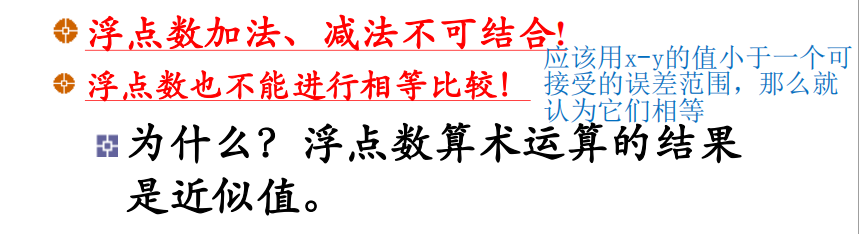 浮点数加法、减法不可结合!
浮点数也不能进行相等比较!
应该用x-y的值小于一个可
接受的误差范围，那么就
认为它们相等
为什么？浮点数算术运算的结果
是近似值。